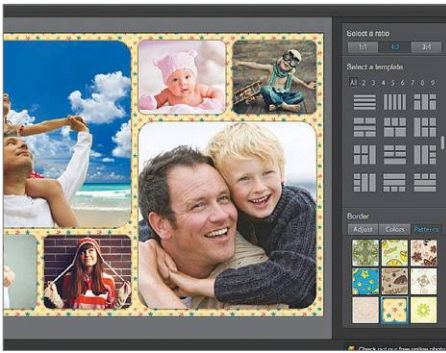 Select a ratio
1:1 4:3 3:4
Select a template
All 2 3 4 5 6 7 8 9
Border
Adjust Colors Patterns
Check out our free online photo